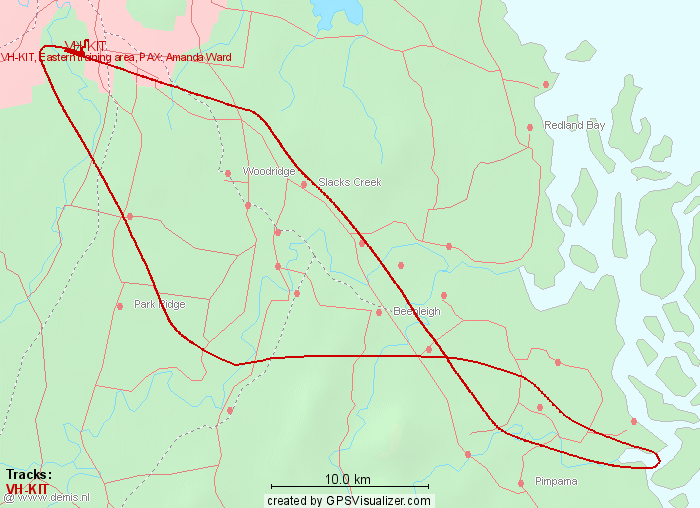 VH-KIT
VH-KIT, Eastern training area, PAX: Amanda Ward
Redland Bay
Woodridge
Slacks Creek
Park Ridge
Beenleigh
Pimpama
Tracks:
VH-KIT
@ www.demis.nl
10.0 km
created by GPSVisualizer.com